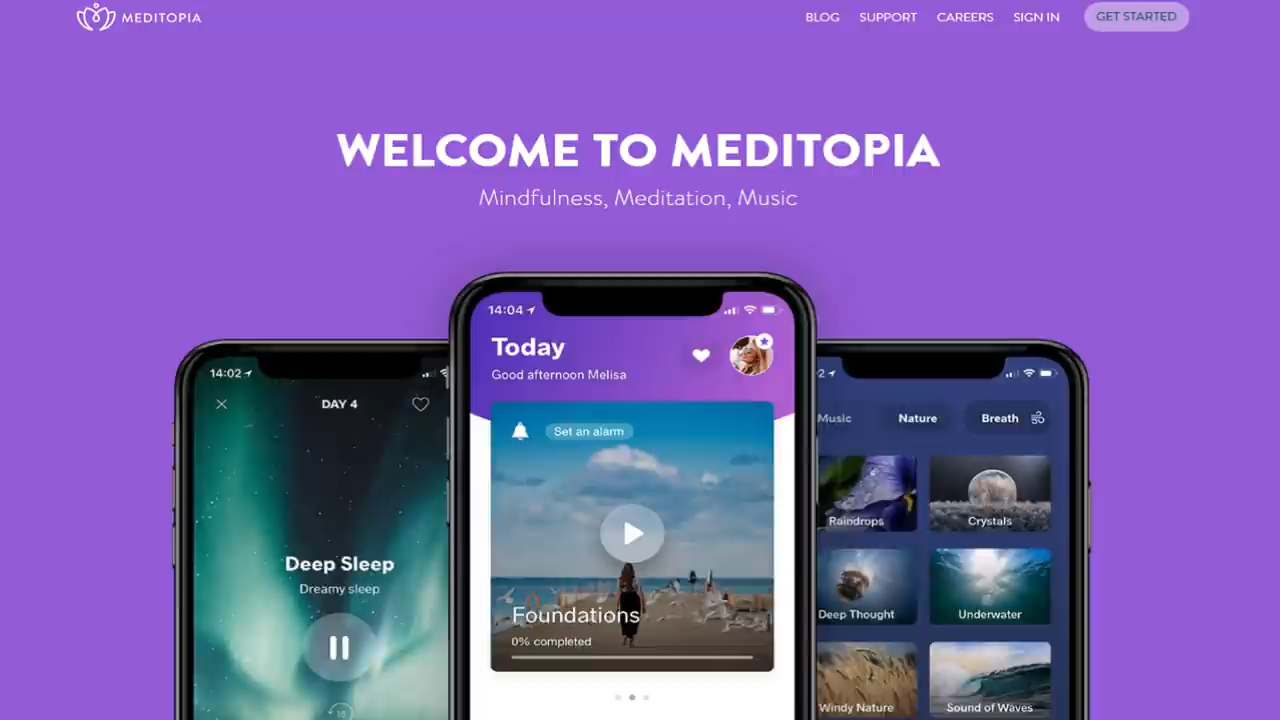 MEDITOPIA
BLOG SUPPORT CAREERS SIGN IN GET STARTED
WELCOME TO MEDITOPIA
Mindfulness, Meditation, Music
14:02
DAY 4
Deep Sleep
Dreamy sleep
15
14:04
Today
Good afternoon Melisa
Set an alarm
Foundations
0% completed
Music Nature Breath
Raindrops Crystals
Deep Thought Underwater
Windy Nature Sound of Waves